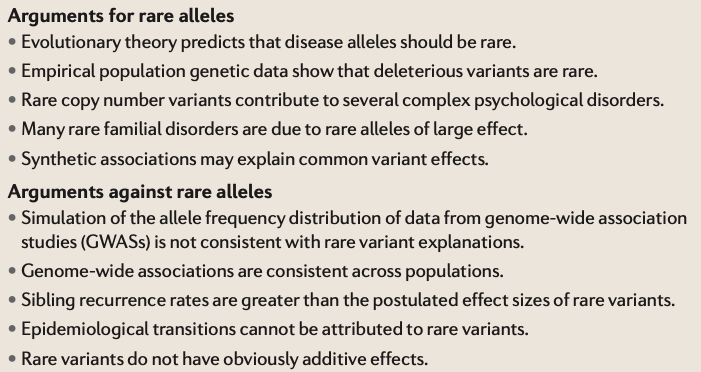 Arguments for rare alleles
• Evolutionary theory predicts that disease alleles should be rare.
• Empirical population genetic data show that deleterious variants are rare.
• Rare copy number variants contribute to several complex psychological disorders.
• Many rare familial disorders are due to rare alleles of large effect.
• Synthetic associations may explain common variant effects.
Arguments against rare alleles
• Simulation of the allele frequency distribution of data from genome-wide association
studies (GWASs) is not consistent with rare variant explanations.
• Genome-wide associations are consistent across populations.
• Sibling recurrence rates are greater than the postulated effect sizes of rare variants.
• Epidemiological transitions cannot be attributed to rare variants.
• Rare variants do not have obviously additive effects.